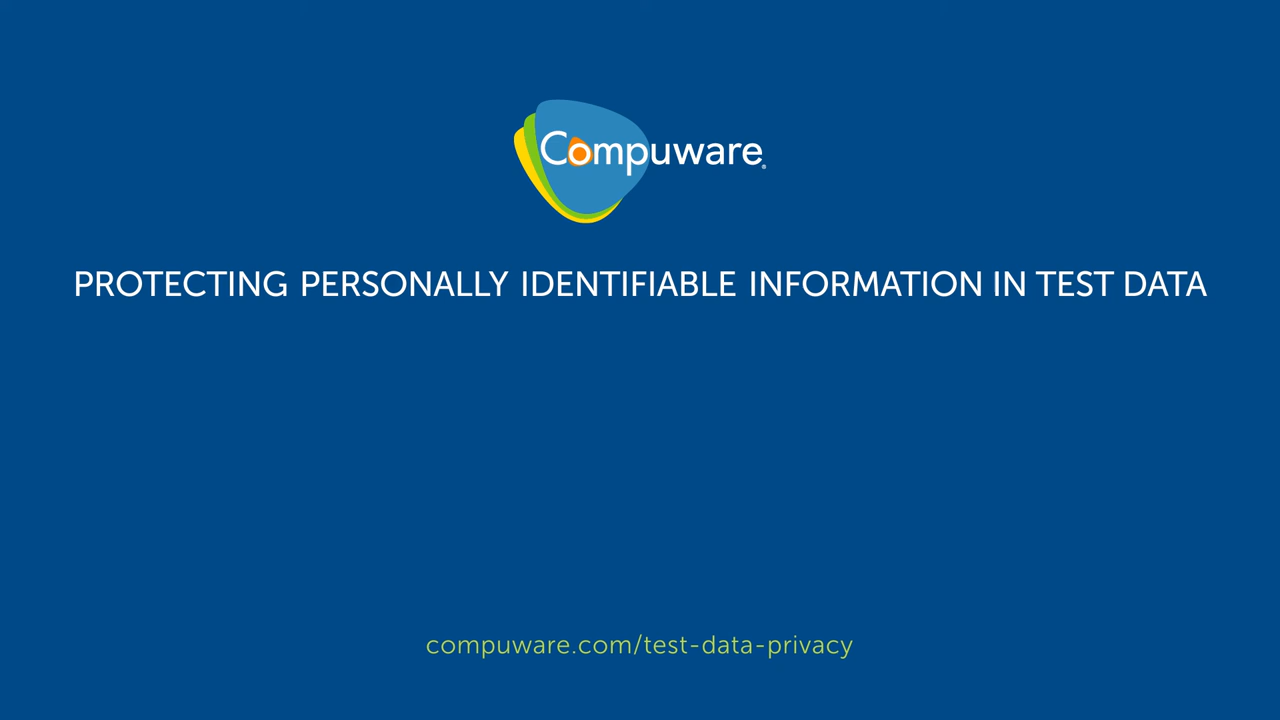 Compuware®
PROTECTING PERSONALLY IDENTIFIABLE INFORMATION IN TEST DATA
compuware.com/test-data-privacy